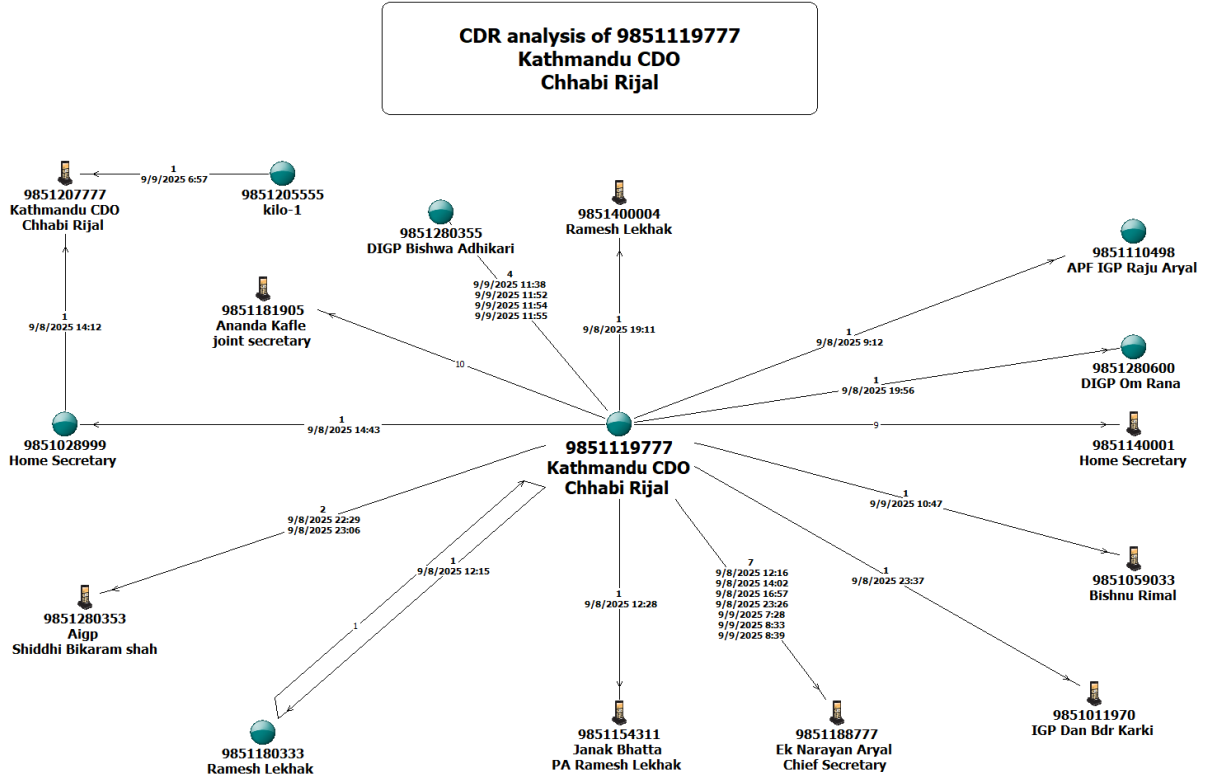 CDR analysis of 9851119777
Kathmandu CDO
Chhabi Rijal
9851207777
Kathmandu CDO
Chhabi Rijal
1
9/9/2025 6:57
9851205555
kilo-1
9851280355
DIGP Bishwa Adhikari
4
9/9/2025 11:38
9/9/2025 11:52
9/9/2025 11:54
9/9/2025 11:55
9851400004
Ramesh Lekhak
1
9/8/2025 19:11
9851110498
APF IGP Raju Aryal
1
9/8/2025 9:12
9851181905
Ananda Kafle
joint secretary
10
1
9/8/2025 14:12
9851280600
DIGP Om Rana
1
9/8/2025 19:56
9851028999
Home Secretary
1
9/8/2025 14:43
9851119777
Kathmandu CDO
Chhabi Rijal
9
9851140001
Home Secretary
2
9/8/2025 22:29
9/8/2025 23:06
9851280353
Aigp
Shiddhi Bikaram shah
1
9/8/2025 12:15
1
9851180333
Ramesh Lekhak
1
9/8/2025 12:28
9851154311
Janak Bhatta
PA Ramesh Lekhak
7
9/8/2025 12:16
9/8/2025 14:02
9/8/2025 16:57
9/8/2025 23:26
9/9/2025 7:28
9/9/2025 8:33
9/9/2025 8:39
9851188777
Ek Narayan Aryal
Chief Secretary
1
9/8/2025 23:37
9851011970
IGP Dan Bdr Karki
1
9/9/2025 10:47
9851059033
Bishnu Rimal